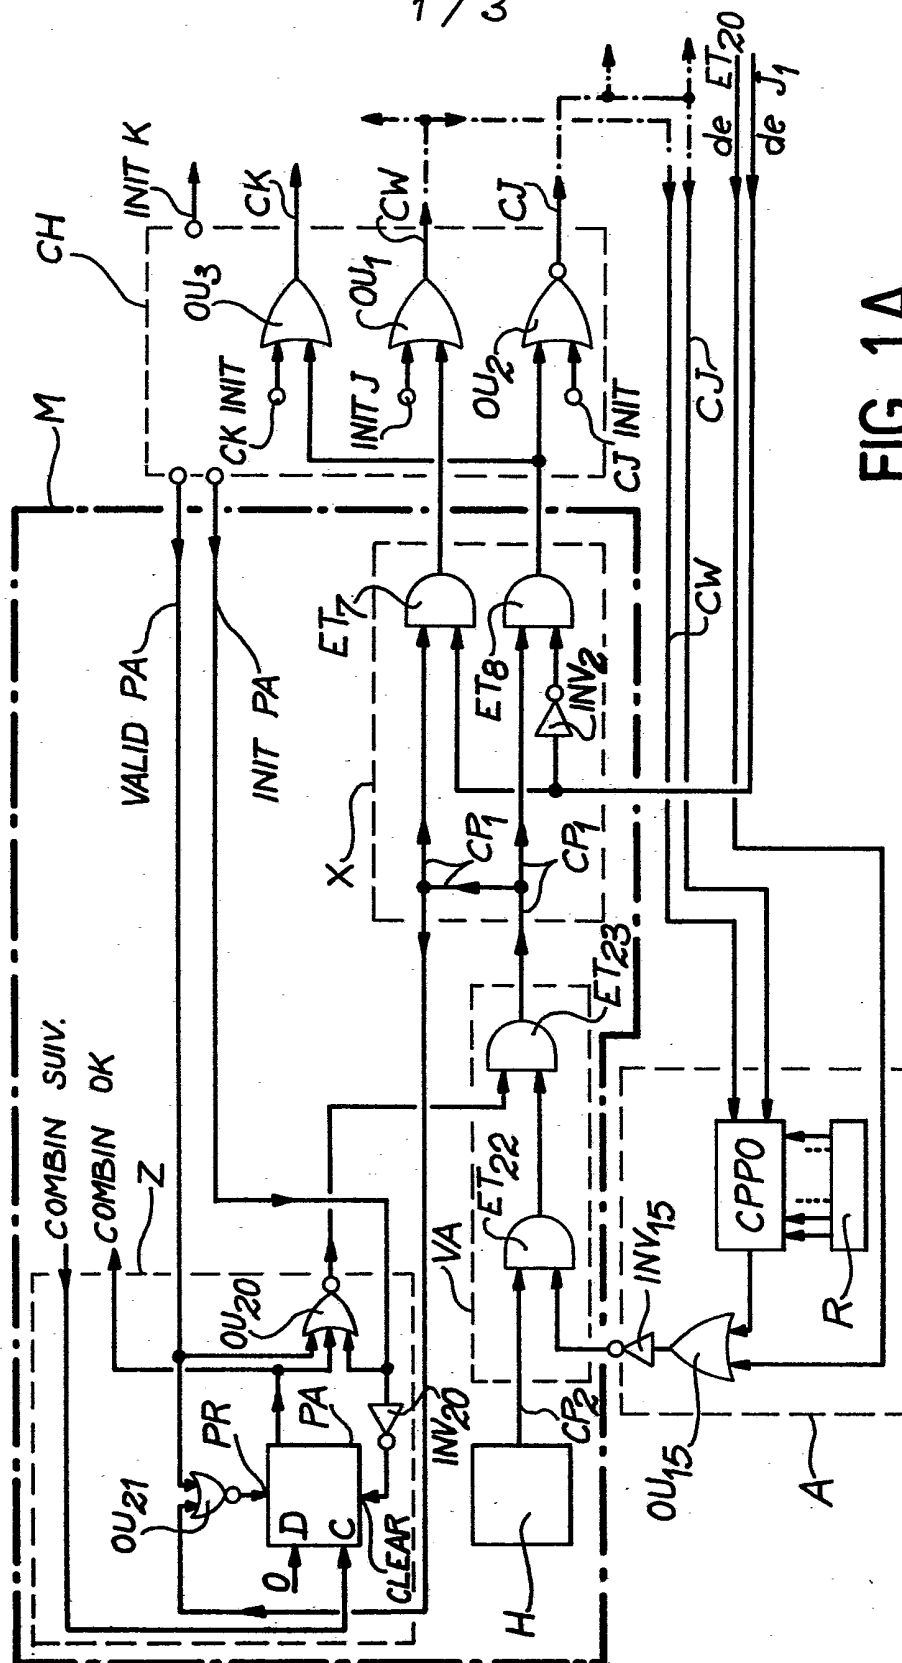 1/3
INIT K
CK
CW
CJ
de ET20
de J1
CH
OU3
OU1
OU2
CK INIT
INIT J
CJ INIT
M
VALID PA
INIT PA
ET7
ET8
INV2
X
CP1
CP1
CW
CJ
FIG_1A
COMBIN SUIV.
COMBIN OK
Z
OU20
OU21
PR
PA
D
C
0
CLEAR
INV20
VA
ET22
ET23
CP2
H
INV15
CPPO
R
OU15
A